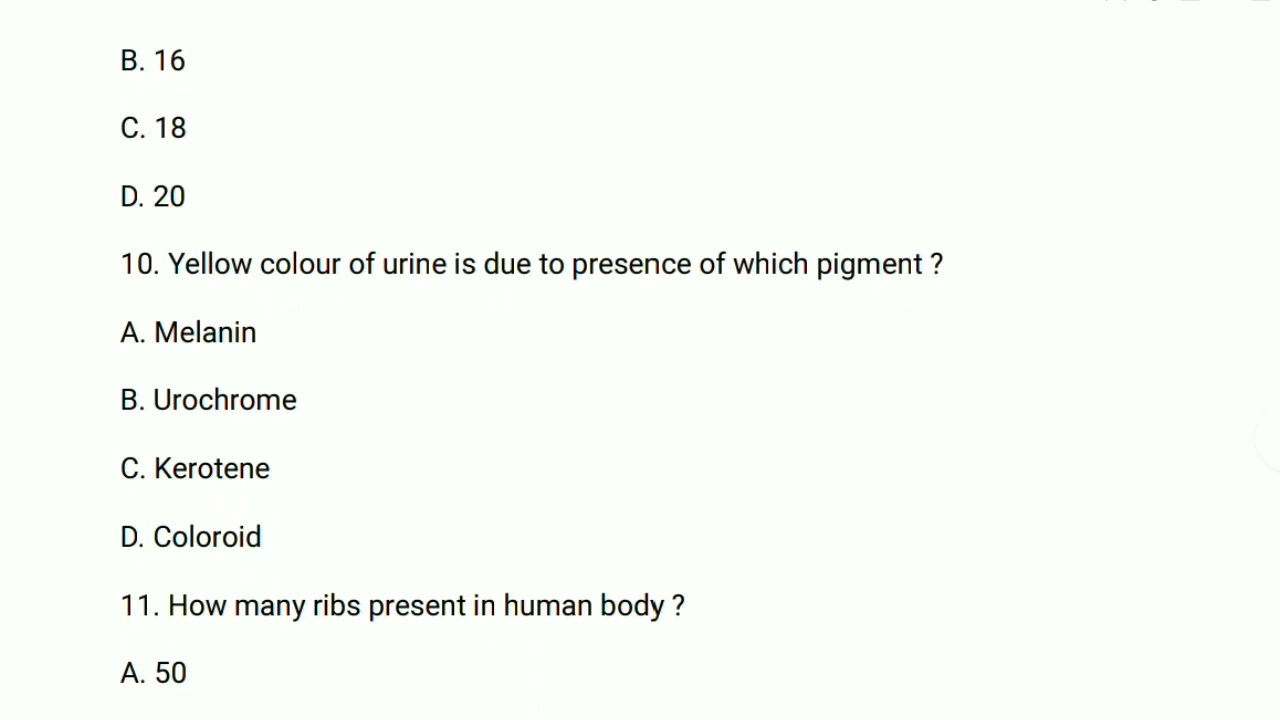 B. 16
C. 18
D. 20
10. Yellow colour of urine is due to presence of which pigment ?
A. Melanin
B. Urochrome
C. Kerotene
D. Coloroid
11. How many ribs present in human body ?
A. 50